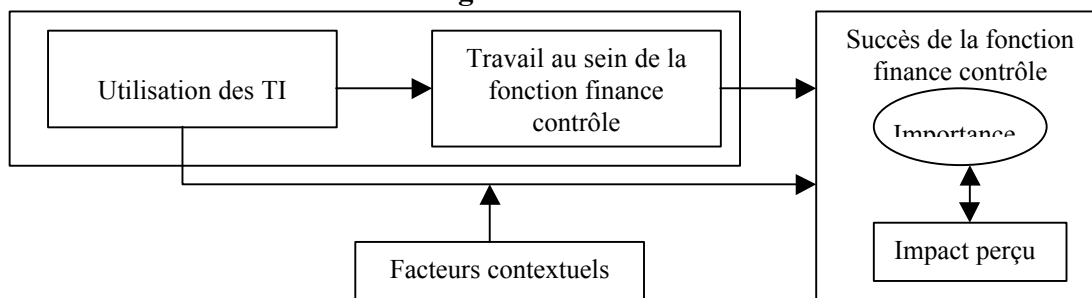 Utilisation des TI
Travail au sein de la
fonction finance
contrôle
Succès de la fonction
finance contrôle
Importance
Impact perçu
Facteurs contextuels